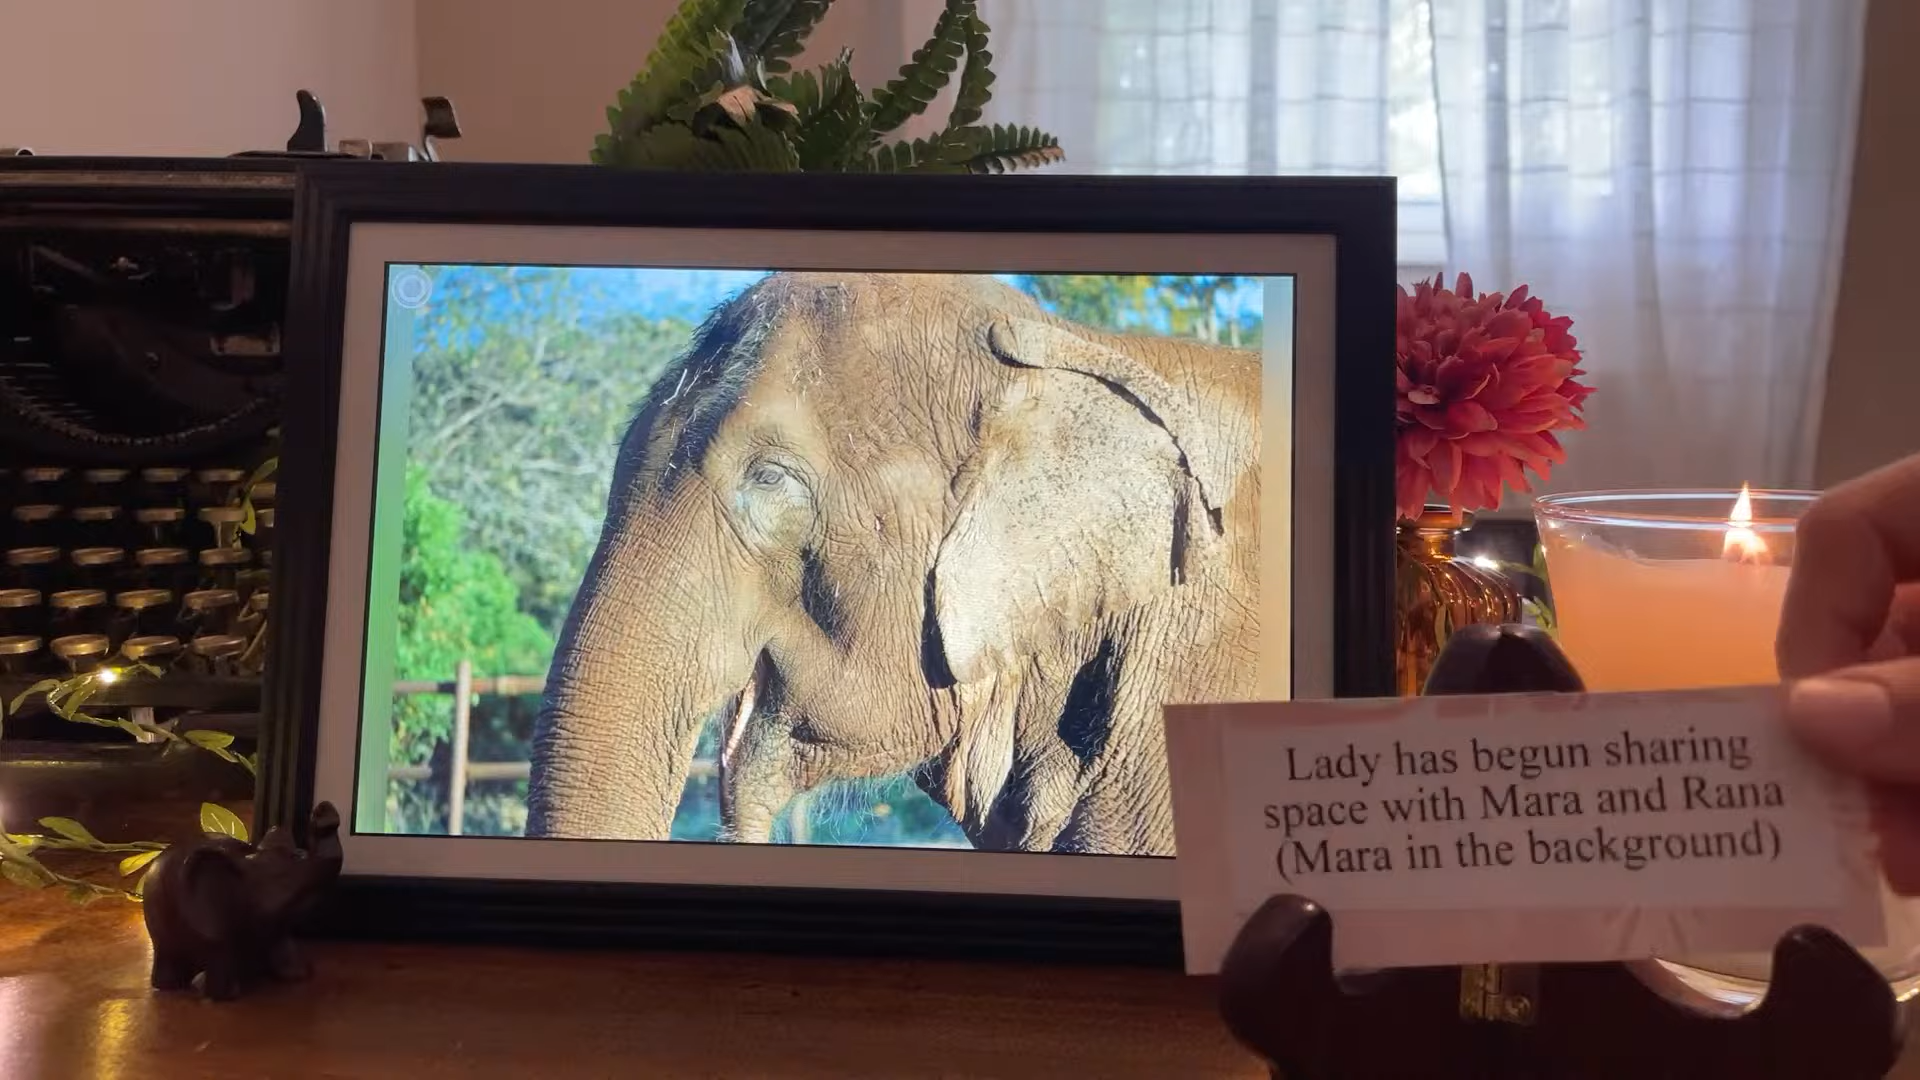 Lady has begun sharing
space with Mara and Rana
(Mara in the background)